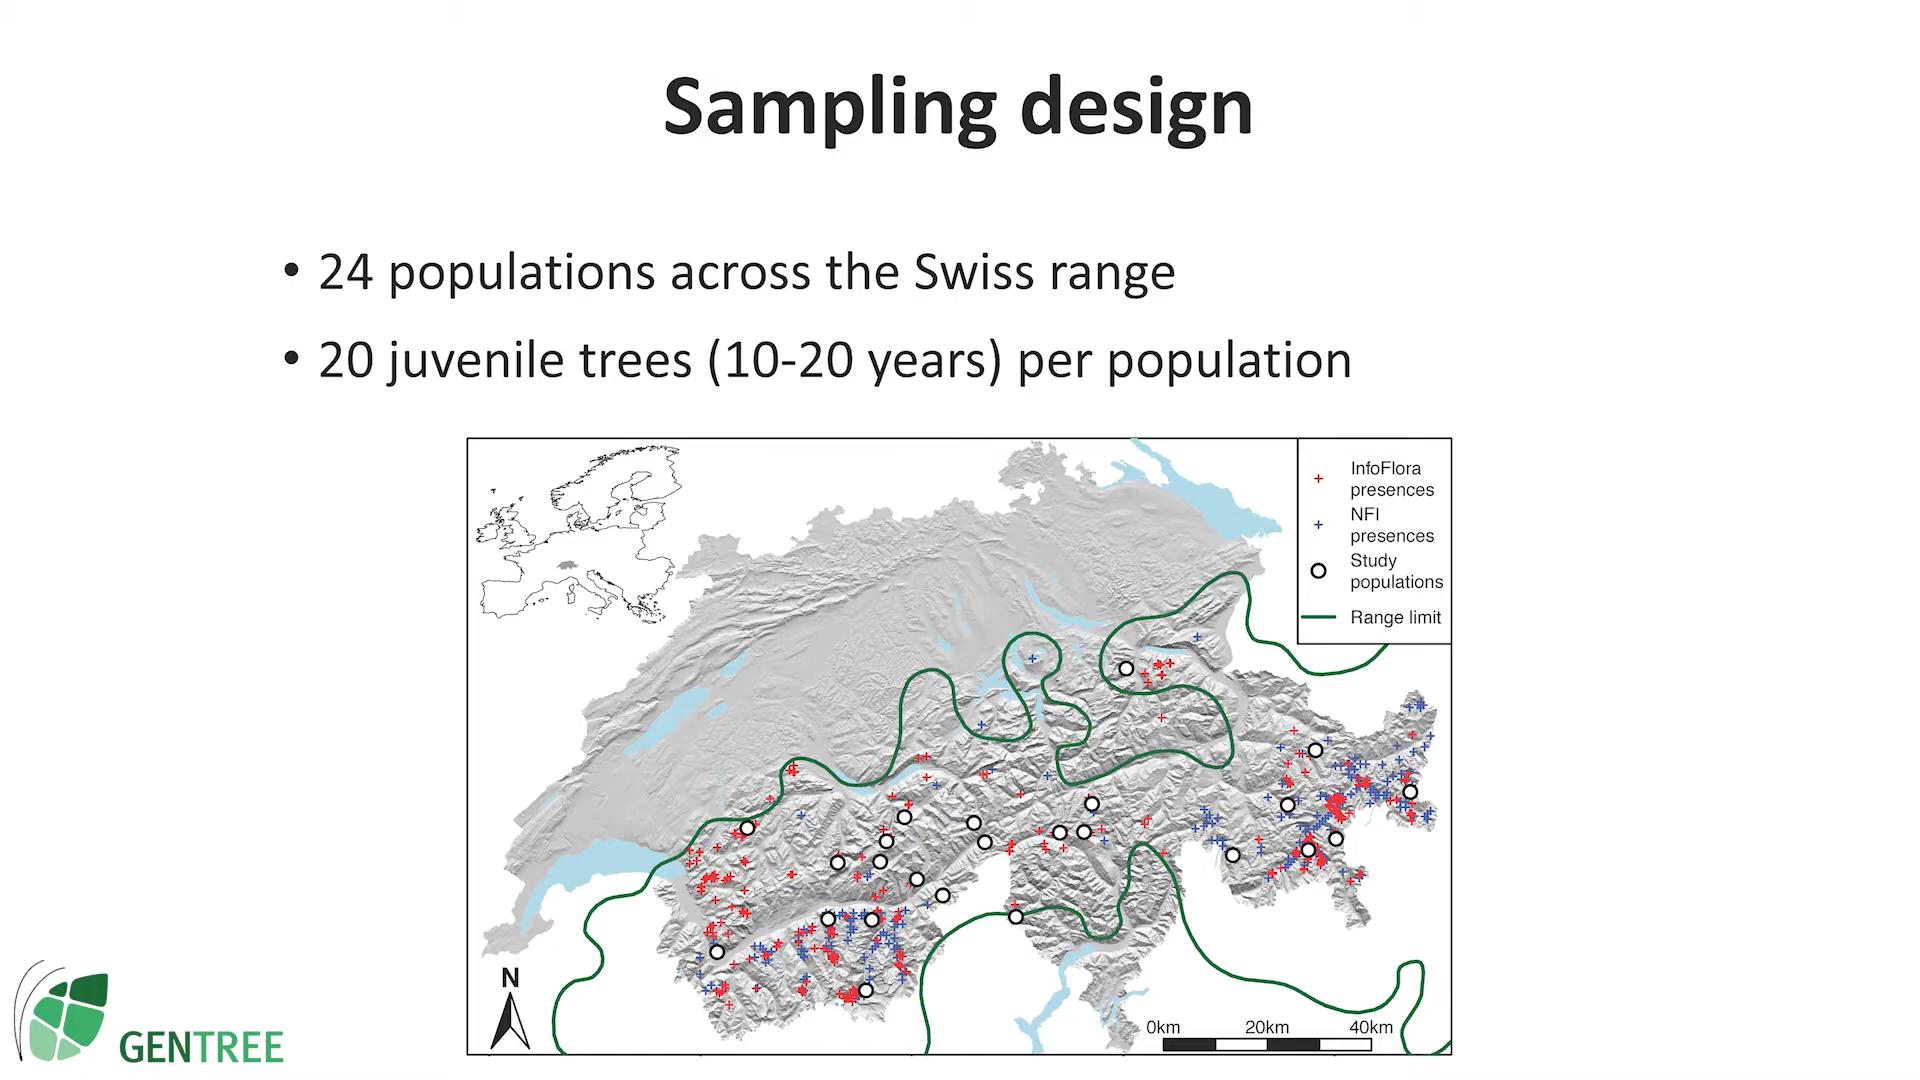 Sampling design
• 24 populations across the Swiss range
• 20 juvenile trees (10-20 years) per population
InfoFlora
presences
NFI
presences
Study
populations
Range limit
N
0km 20km 40km
GENTREE